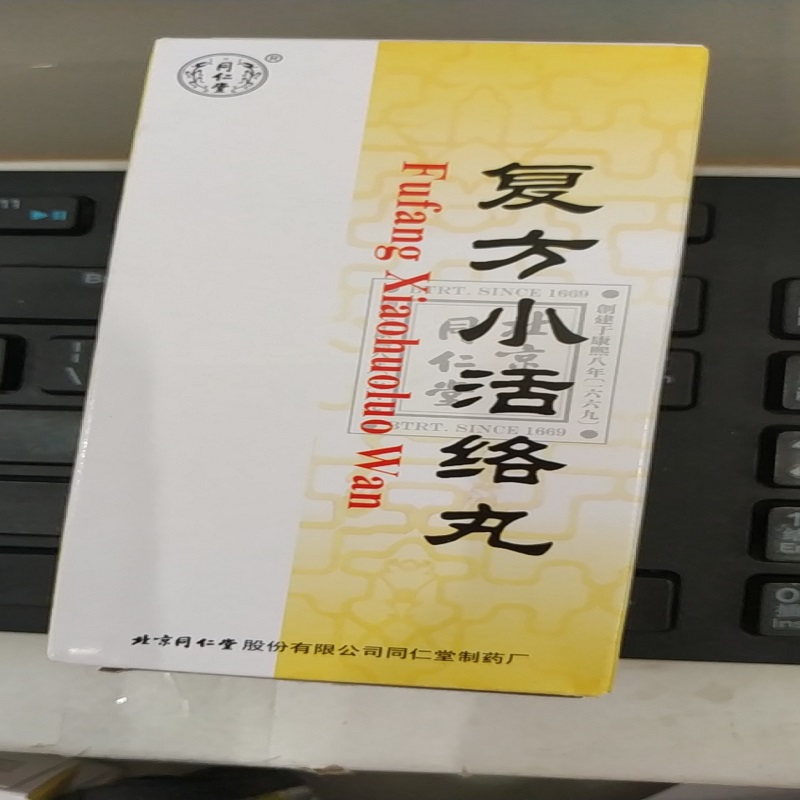 同仁堂
®
复方小活络丸
Fufang Xiaohuoluo Wan
BTRT. SINCE 1669
北京
同仁堂
創建于康熙八年(一六六九)
BTRT. SINCE 1669
北京同仁堂股份有限公司同仁堂制药厂